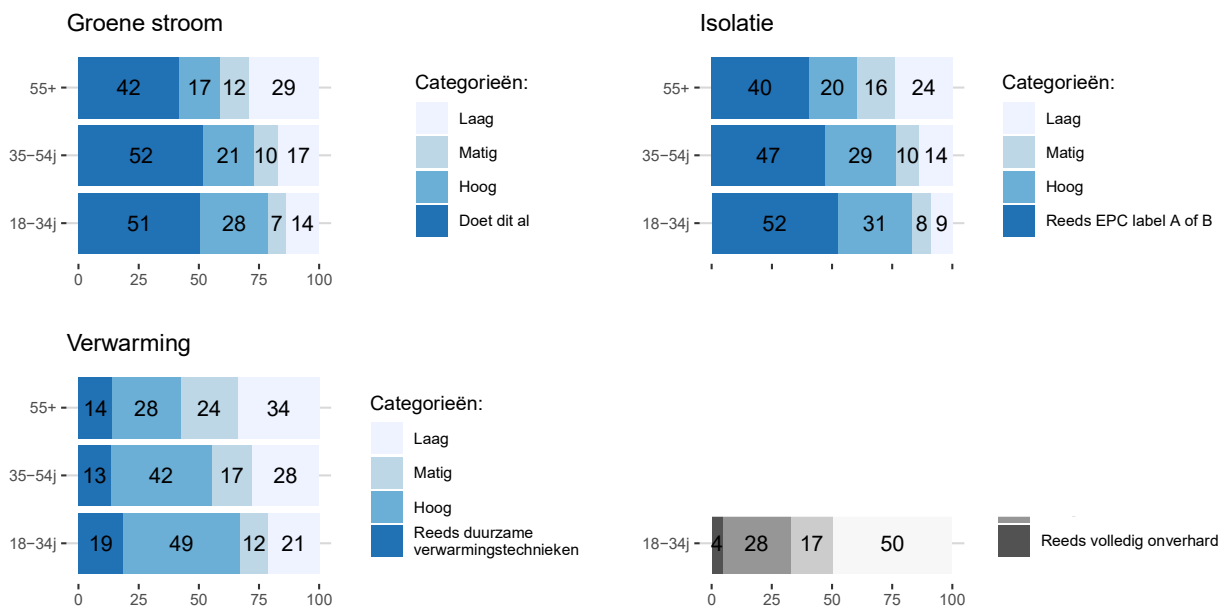 Groene stroom
55+
42 17 12 29
35−54j
52 21 10 17
18−34j
51 28 7 14
0 25 50 75 100
Categorieën:
Laag
Matig
Hoog
Doet dit al
Isolatie
55+
40 20 16 24
35−54j
47 29 10 14
18−34j
52 31 8 9
Categorieën:
Laag
Matig
Hoog
Reeds EPC label A of B
Verwarming
55+
14 28 24 34
35−54j
13 42 17 28
18−34j
19 49 12 21
0 25 50 75 100
Categorieën:
Laag
Matig
Hoog
Reeds duurzame
verwarmingstechnieken
18−34j
4 28 17 50
0 25 50 75 100
Reeds volledig onverhard